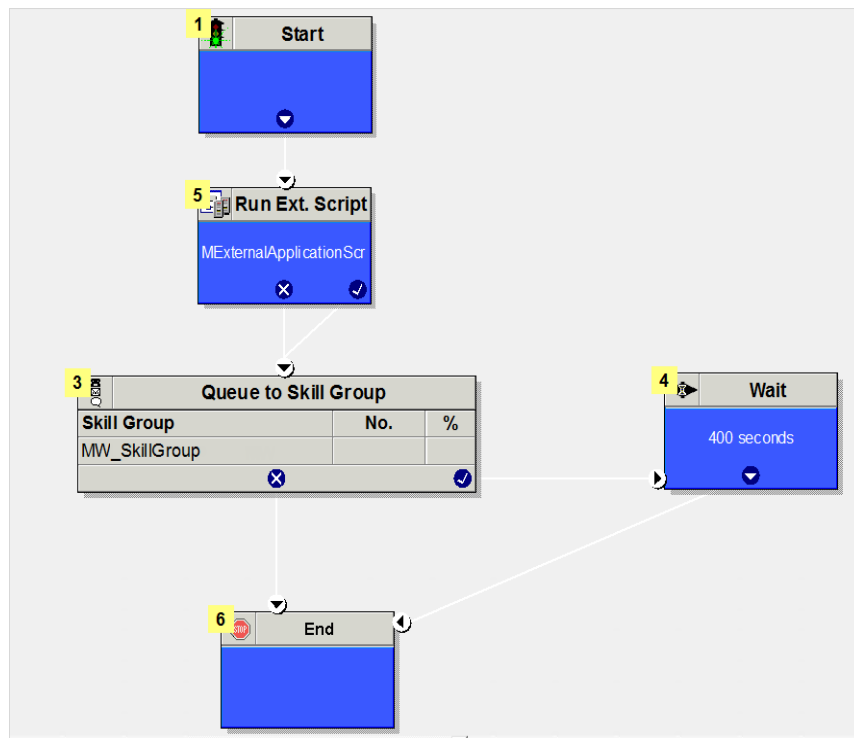 1
Start
5
Run Ext. Script
MExternalApplicationScr
3
Queue to Skill Group
Skill Group No. %
MW_SkillGroup
4
Wait
400 seconds
6
STOP
End